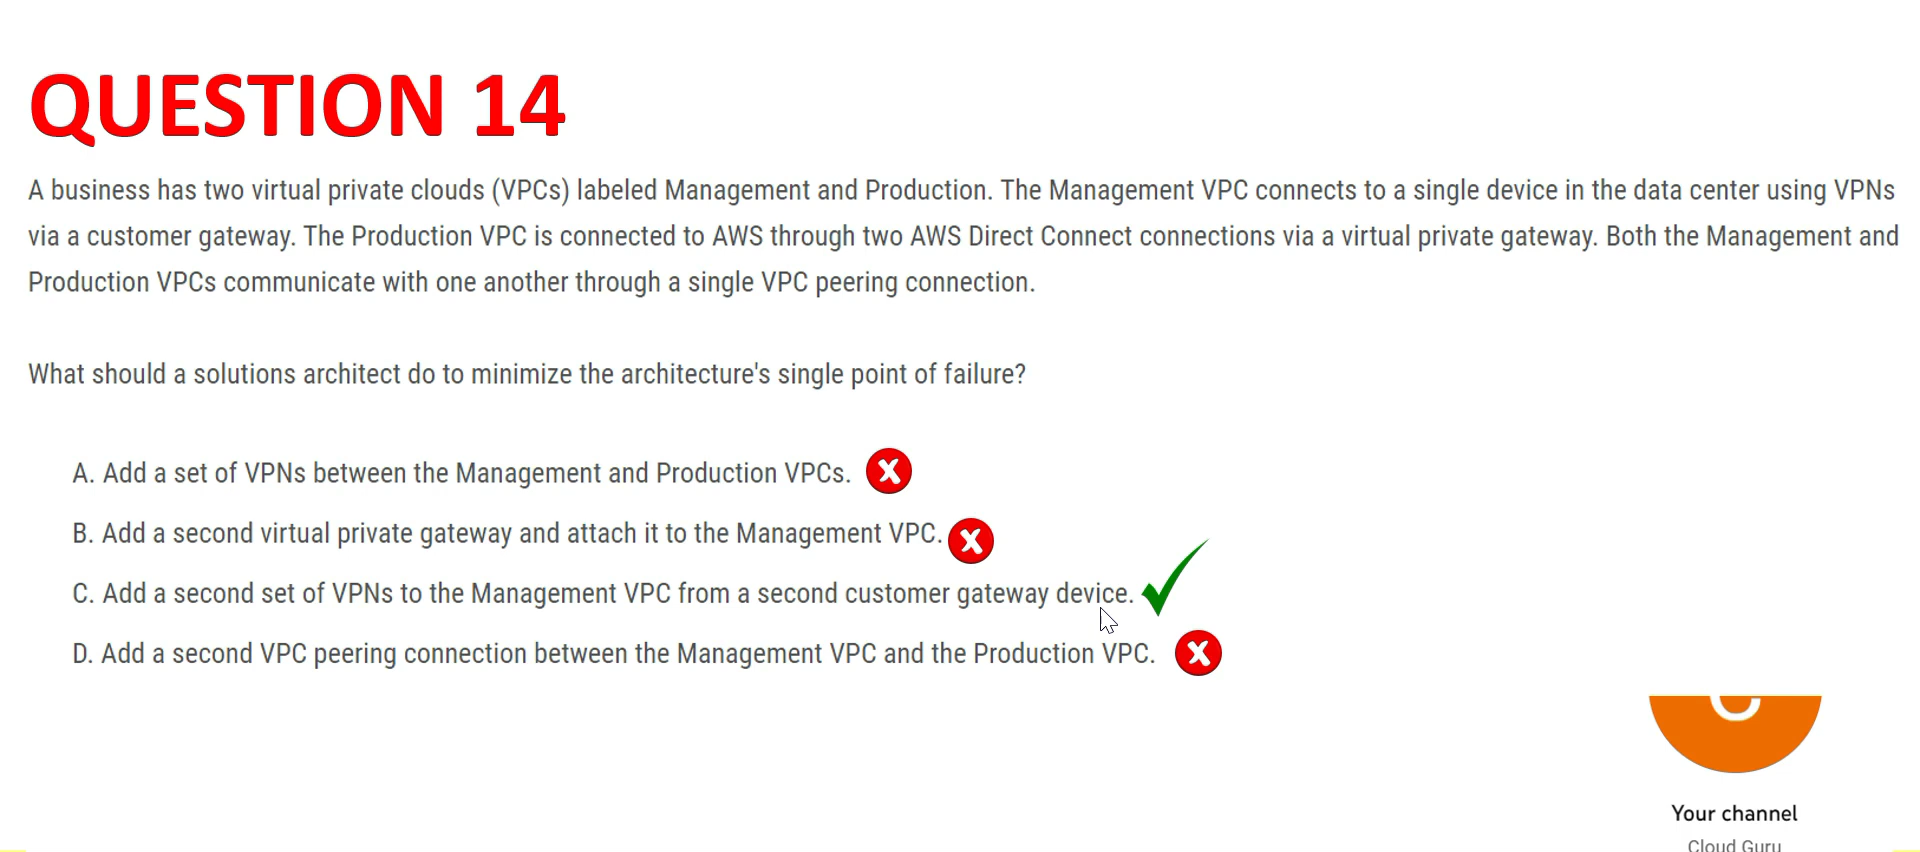 QUESTION 14
A business has two virtual private clouds (VPCs) labeled Management and Production. The Management VPC connects to a single device in the data center using VPNs
via a customer gateway. The Production VPC is connected to AWS through two AWS Direct Connect connections via a virtual private gateway. Both the Management and
Production VPCs communicate with one another through a single VPC peering connection.
What should a solutions architect do to minimize the architecture's single point of failure?
A. Add a set of VPNs between the Management and Production VPCs.
B. Add a second virtual private gateway and attach it to the Management VPC.
C. Add a second set of VPNs to the Management VPC from a second customer gateway device.
D. Add a second VPC peering connection between the Management VPC and the Production VPC.
Your channel
Cloud Guru